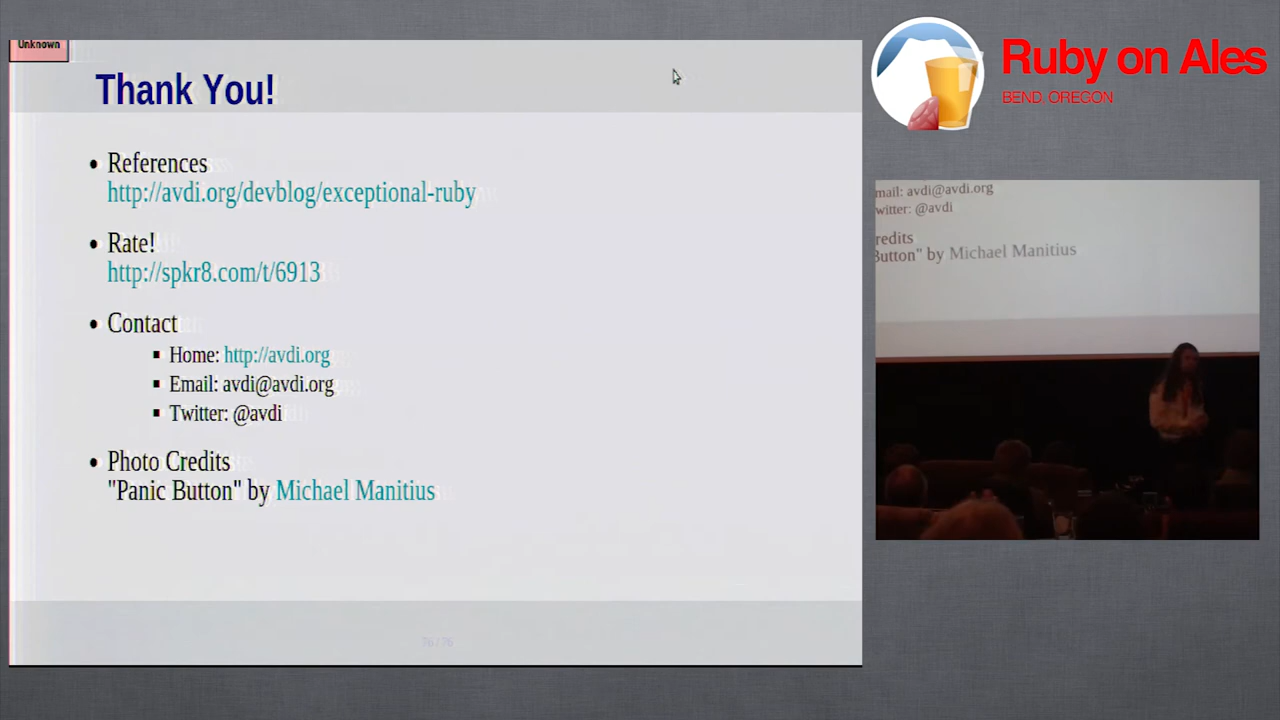 Unknown
Thank You!
• References
http://avdi.org/devblog/exceptional-ruby
• Rate!
http://spkr8.com/t/6913
• Contact
▪ Home: http://avdi.org
▪ Email: avdi@avdi.org
▪ Twitter: @avdi
• Photo Credits
"Panic Button" by Michael Manitius
76/76
Ruby on Ales
BEND, OREGON
mail: avdi@avdi.org
witter: @avdi
redits
Button" by Michael Manitius